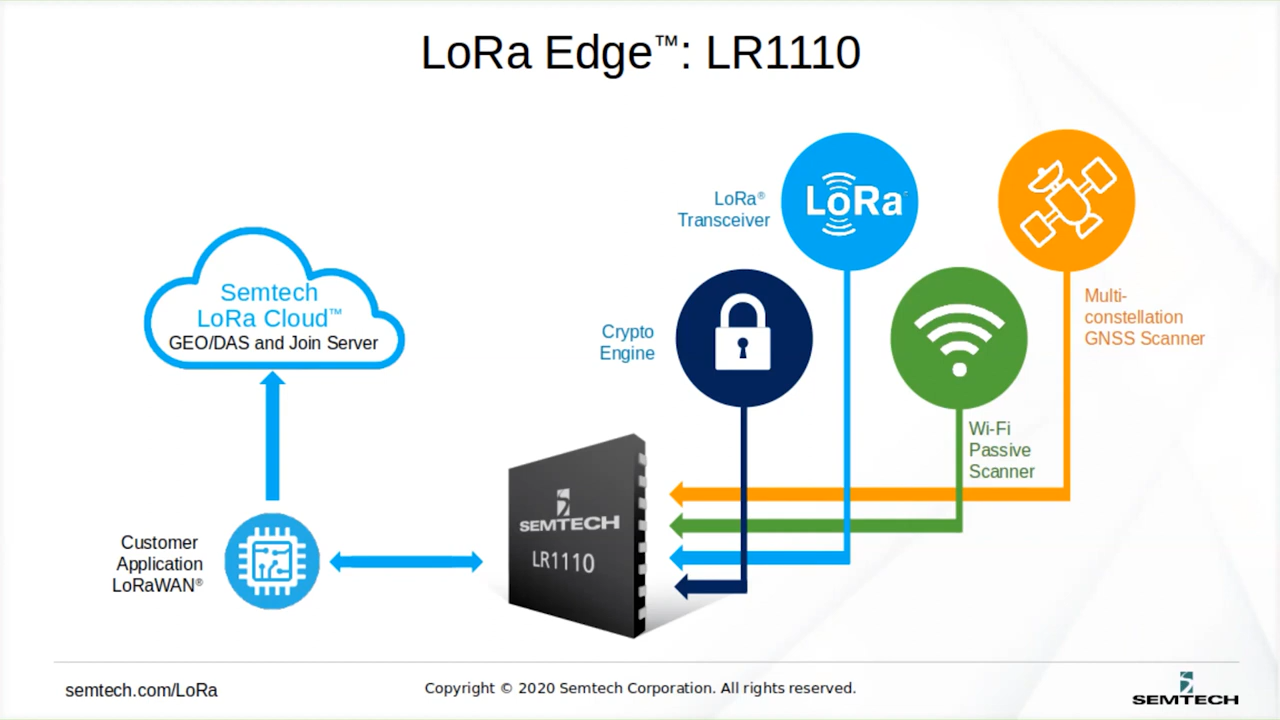 LoRa Edge™: LR1110
LoRa®
Transceiver
LoRa
Multi-
constellation
GNSS Scanner
Crypto
Engine
Wi-Fi
Passive
Scanner
Semtech
LoRa Cloud™
GEO/DAS and Join Server
Customer
Application
LoRaWAN®
SEMTECH
LR1110
semtech.com/LoRa
Copyright © 2020 Semtech Corporation. All rights reserved.
SEMTECH